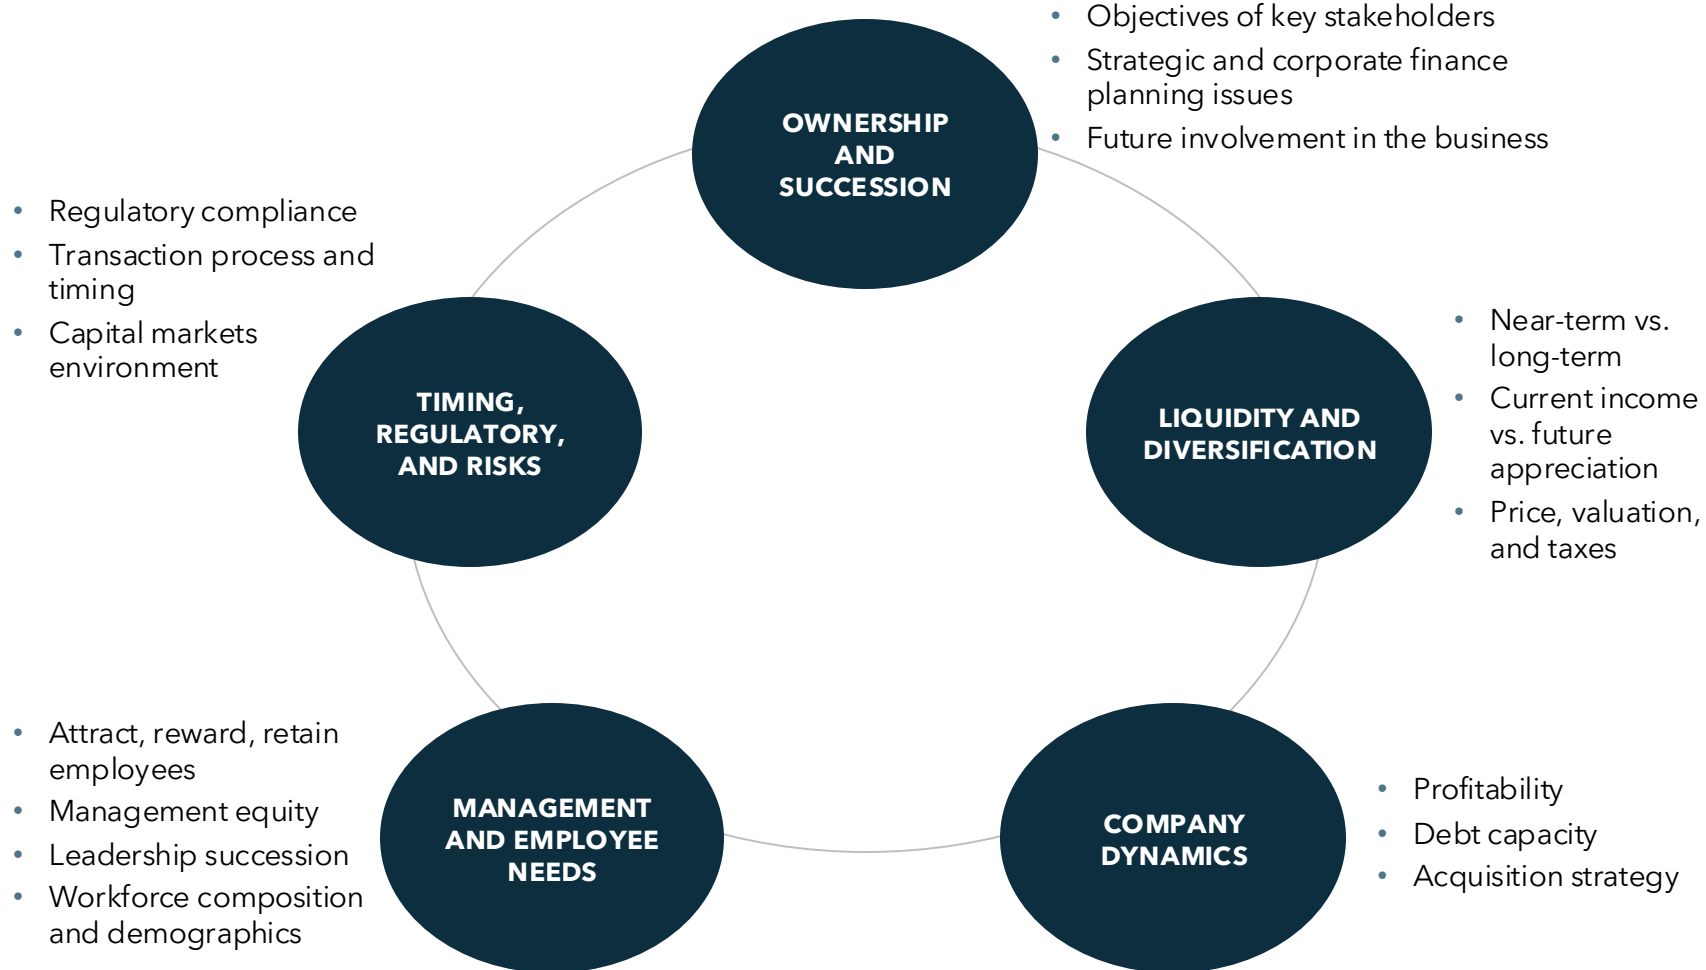 • Objectives of key stakeholders
• Strategic and corporate finance
planning issues
• Future involvement in the business
OWNERSHIP
AND
SUCCESSION
• Regulatory compliance
• Transaction process and
timing
• Capital markets
environment
TIMING,
REGULATORY,
AND RISKS
LIQUIDITY AND
DIVERSIFICATION
• Near-term vs.
long-term
• Current income
vs. future
appreciation
• Price, valuation,
and taxes
• Attract, reward, retain
employees
• Management equity
• Leadership succession
• Workforce composition
and demographics
MANAGEMENT
AND EMPLOYEE
NEEDS
COMPANY
DYNAMICS
• Profitability
• Debt capacity
• Acquisition strategy